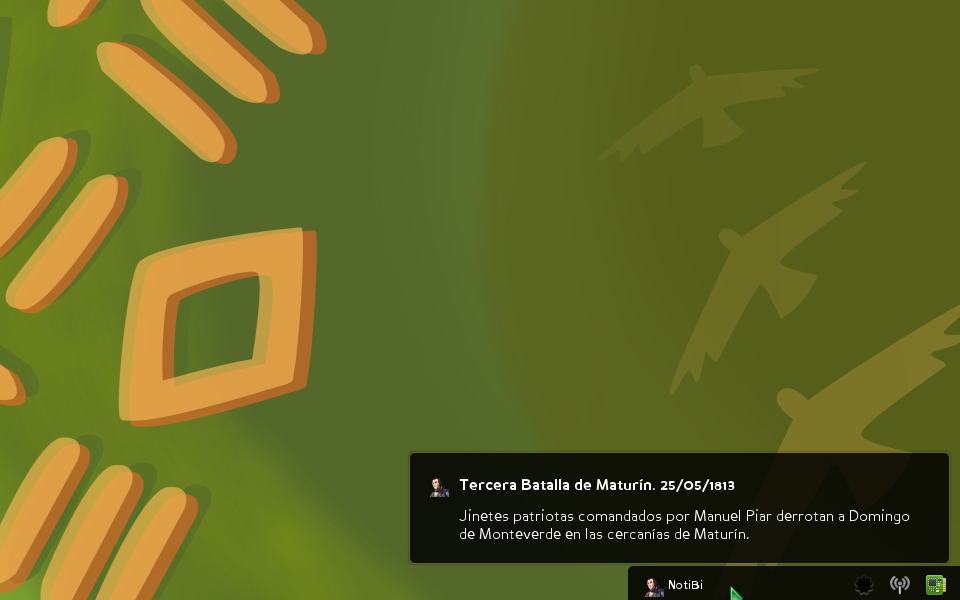 Tercera Batalla de Maturín. 25/05/1813
Jinetes patriotas comandados por Manuel Piar derrotan a Domingo
de Monteverde en las cercanías de Maturín.
NotiBi